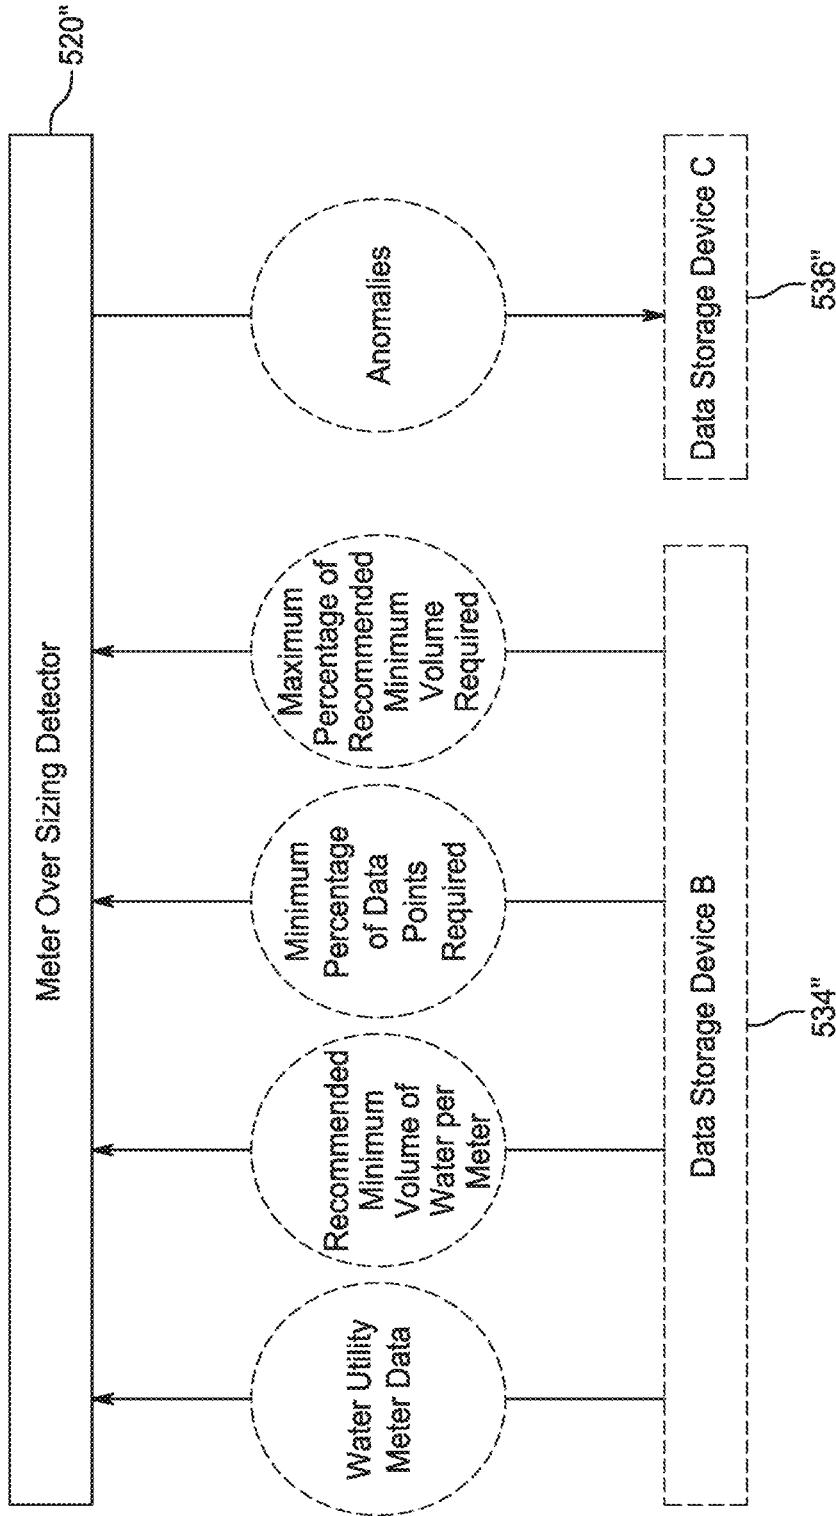 Meter Over Sizing Detector
520"
Water Utility
Meter Data
Recommended
Minimum
Volume of
Water per
Meter
Minimum
Percentage
of Data
Points
Required
Maximum
Percentage of
Recommended
Minimum
Volume
Required
Anomalies
Data Storage Device B
534"
Data Storage Device C
536"